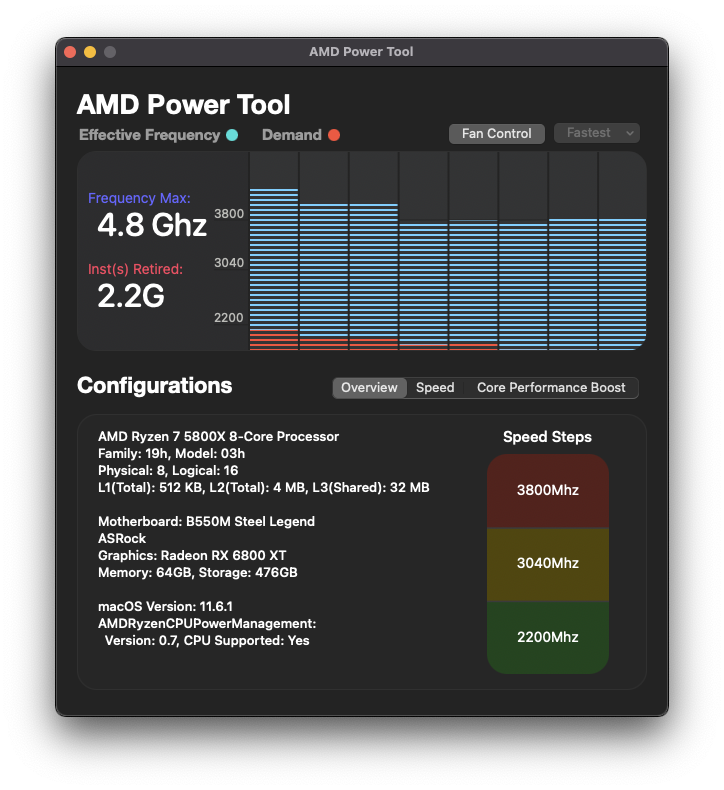 AMD Power Tool
AMD Power Tool
Effective Frequency Demand
Fan Control Fastest
Frequency Max:
4.8 Ghz
Inst(s) Retired:
2.2G
3800
3040
2200
Configurations
Overview Speed Core Performance Boost
AMD Ryzen 7 5800X 8-Core Processor
Family: 19h, Model: 03h
Physical: 8, Logical: 16
L1(Total): 512 KB, L2(Total): 4 MB, L3(Shared): 32 MB
Motherboard: B550M Steel Legend
ASRock
Graphics: Radeon RX 6800 XT
Memory: 64GB, Storage: 476GB
macOS Version: 11.6.1
AMDRyzenCPUPowerManagement:
Version: 0.7, CPU Supported: Yes
Speed Steps
3800Mhz
3040Mhz
2200Mhz